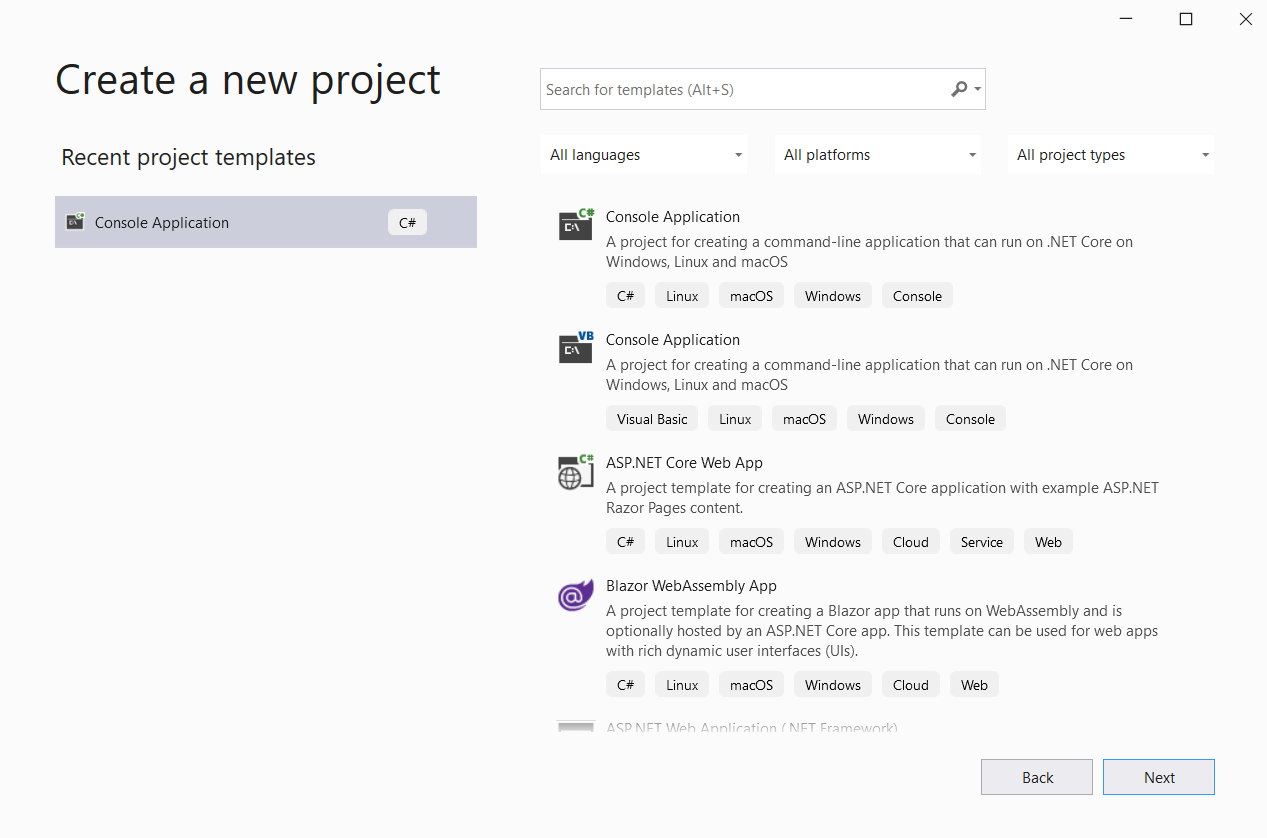 Create a new project
Search for templates (Alt+S)
Recent project templates
All languages
All platforms
All project types
Console Application
C#
C#
C:\
Console Application
A project for creating a command-line application that can run on .NET Core on
Windows, Linux and macOS
C#
Linux
macOS
Windows
Console
VB
C:\
Console Application
A project for creating a command-line application that can run on .NET Core on
Windows, Linux and macOS
Visual Basic
Linux
macOS
Windows
Console
C#
ASP.NET Core Web App
A project template for creating an ASP.NET Core application with example ASP.NET
Razor Pages content.
C#
Linux
macOS
Windows
Cloud
Service
Web
@
Blazor WebAssembly App
A project template for creating a Blazor app that runs on WebAssembly and is
optionally hosted by an ASP.NET Core app. This template can be used for web apps
with rich dynamic user interfaces (UIs).
C#
Linux
macOS
Windows
Cloud
Web
ASP.NET Web Application (.NET Framework)
Back
Next